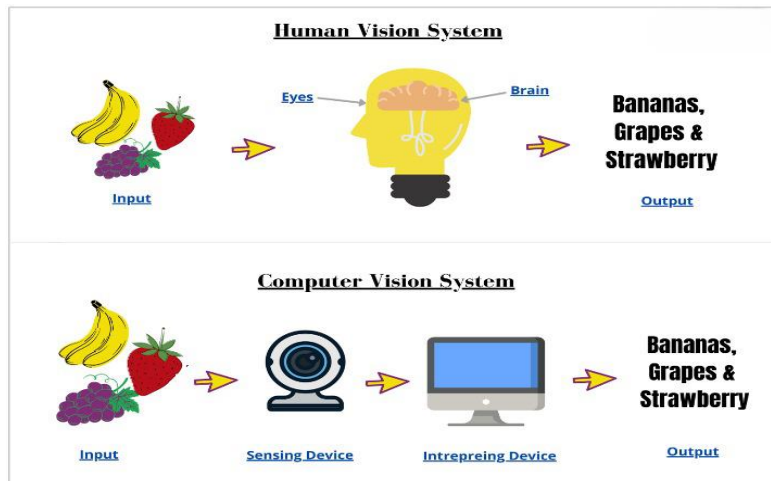 Human Vision System
Eyes
Brain
Bananas,
Grapes &
Strawberry
Input
Output
Computer Vision System
Bananas,
Grapes &
Strawberry
Input
Sensing Device
Intrepreing Device
Output